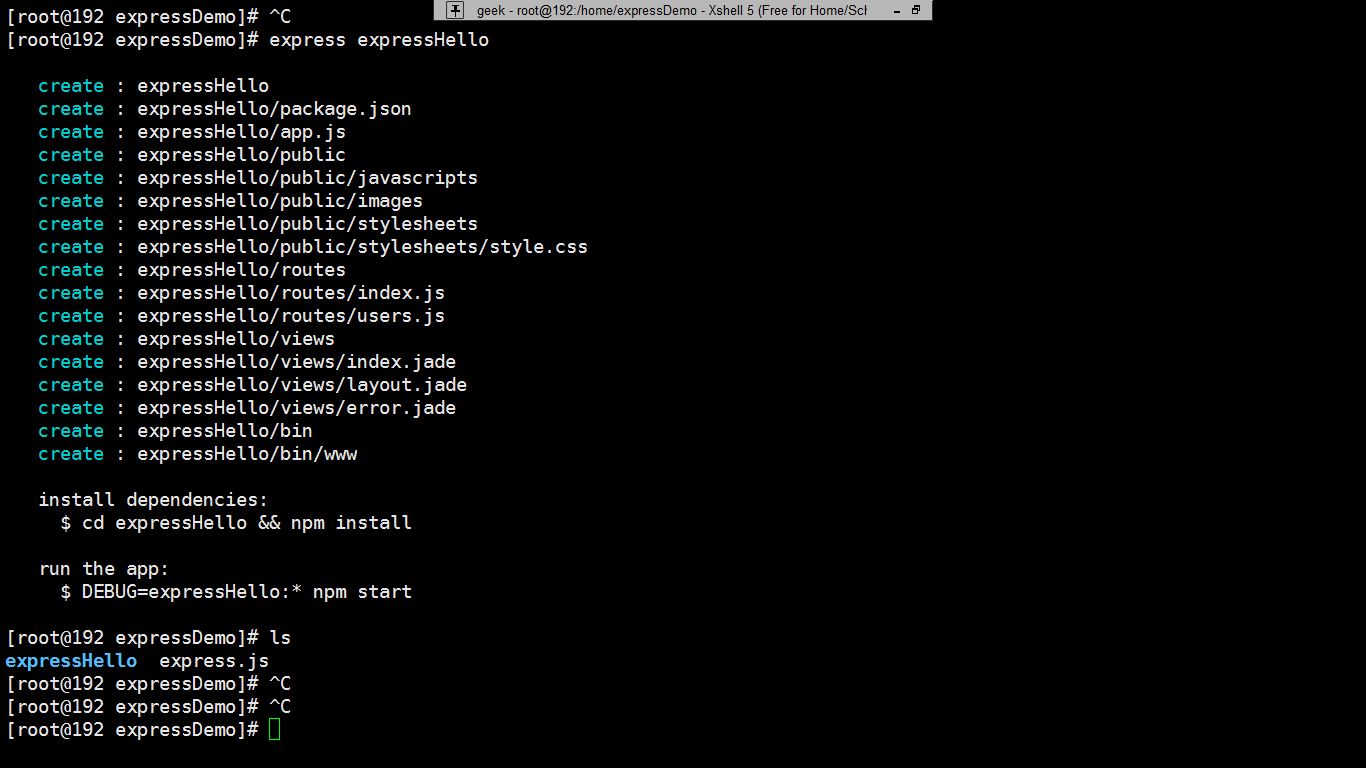 geek - root@192:/home/expressDemo - Xshell 5 (Free for Home/Sch
[root@192 expressDemo]# ^C
[root@192 expressDemo]# express expressHello
create : expressHello
create : expressHello/package.json
create : expressHello/app.js
create : expressHello/public
create : expressHello/public/javascripts
create : expressHello/public/images
create : expressHello/public/stylesheets
create : expressHello/public/stylesheets/style.css
create : expressHello/routes
create : expressHello/routes/index.js
create : expressHello/routes/users.js
create : expressHello/views
create : expressHello/views/index.jade
create : expressHello/views/layout.jade
create : expressHello/views/error.jade
create : expressHello/bin
create : expressHello/bin/www
install dependencies:
$ cd expressHello && npm install
run the app:
$ DEBUG=expressHello:* npm start
[root@192 expressDemo]# ls
expressHello express.js
[root@192 expressDemo]# ^C
[root@192 expressDemo]# ^C
[root@192 expressDemo]#